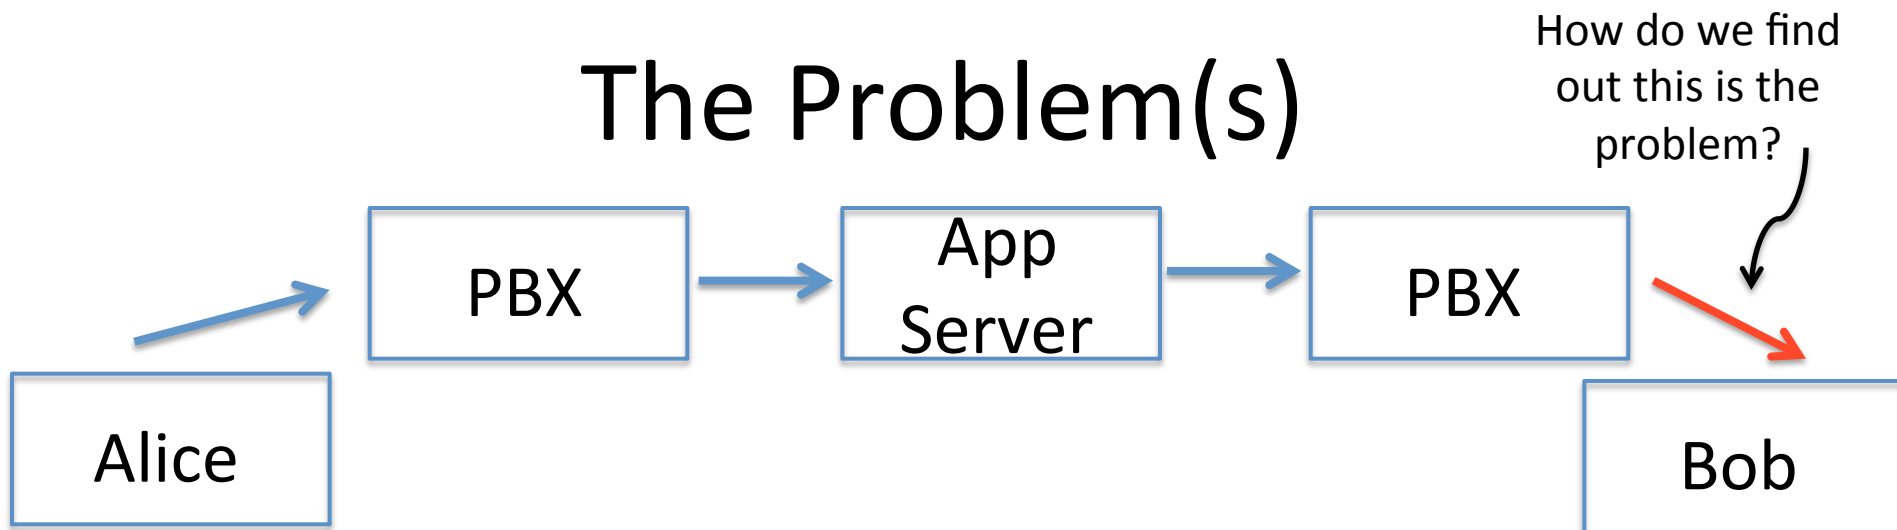 The Problem(s)
How do we find
out this is the
problem?
PBX
App
Server
PBX
Alice
Bob